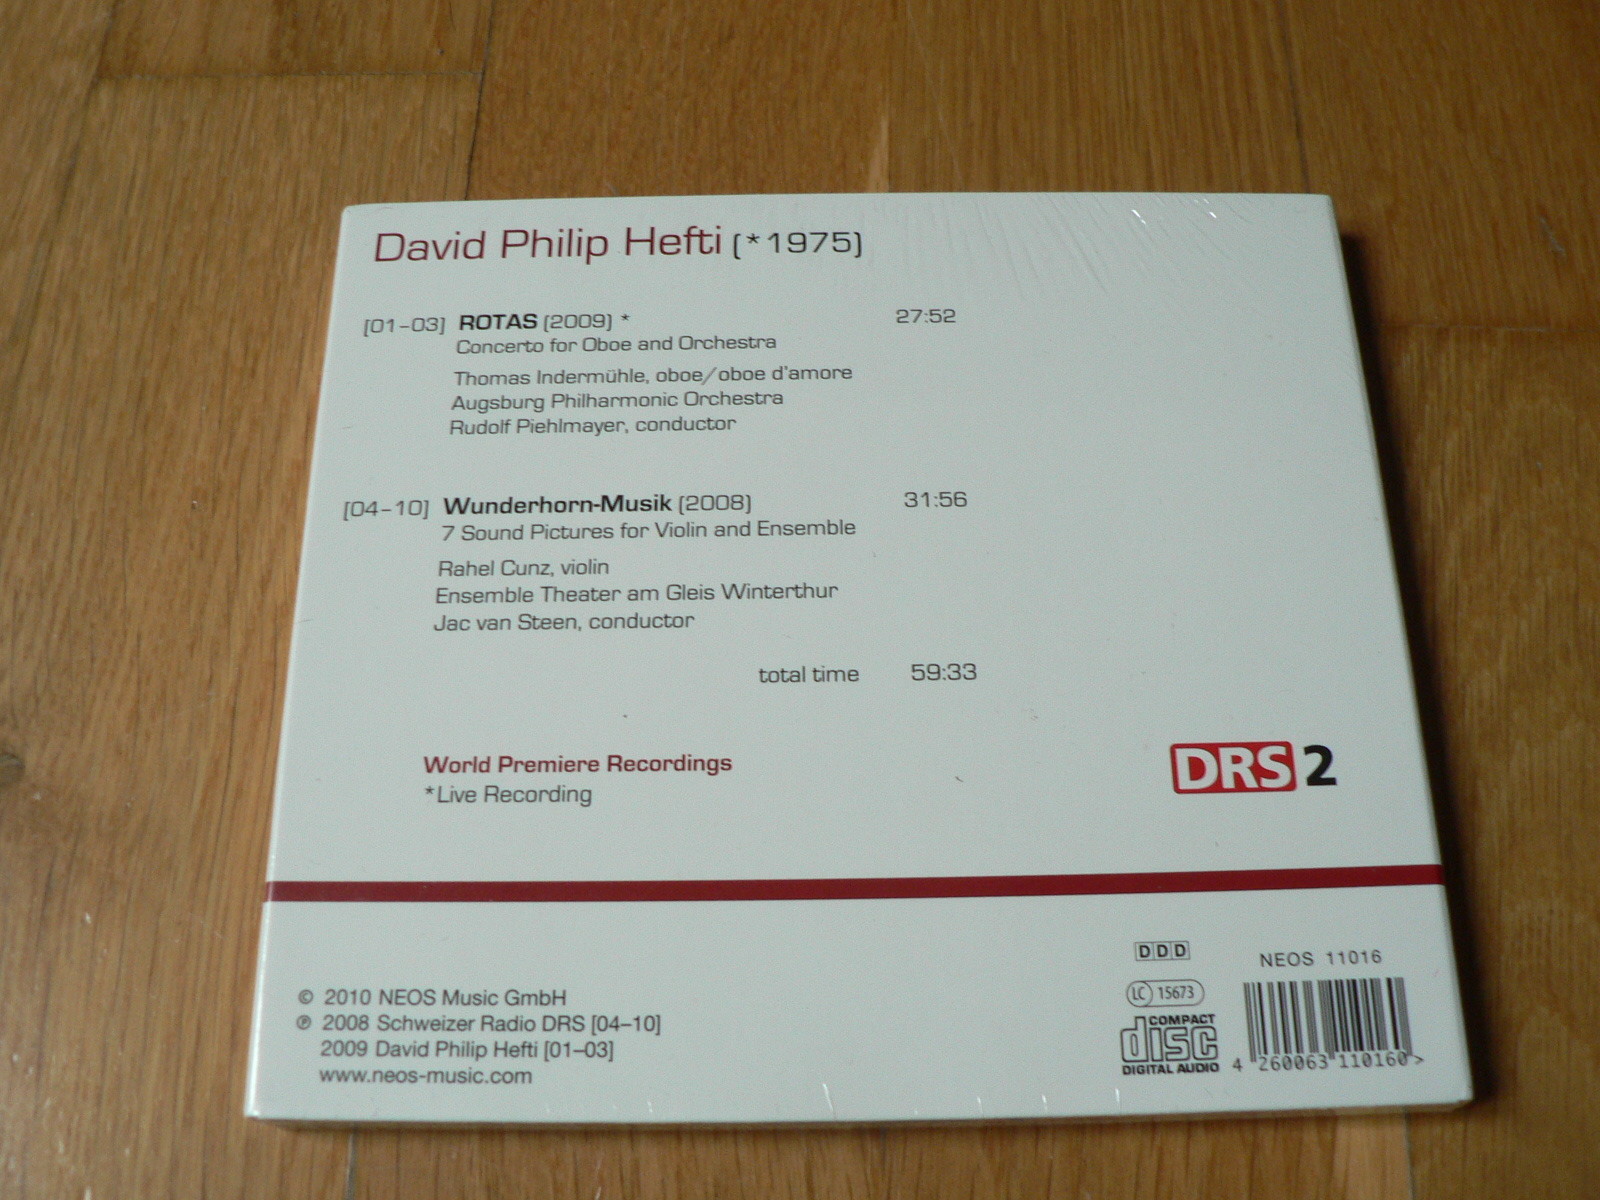 David Philip Hefti (*1975)
[01–03] ROTAS (2009) * 27:52
Concerto for Oboe and Orchestra
Thomas Indermühle, oboe/oboe d'amore
Augsburg Philharmonic Orchestra
Rudolf Piehlmayer, conductor
[04–10] Wunderhorn-Musik (2008) 31:56
7 Sound Pictures for Violin and Ensemble
Rahel Cunz, violin
Ensemble Theater am Gleis Winterthur
Jac van Steen, conductor
total time 59:33
World Premiere Recordings
*Live Recording
DRS 2
© 2010 NEOS Music GmbH
℗ 2008 Schweizer Radio DRS [04–10]
2009 David Philip Hefti [01–03]
www.neos-music.com
DDD
LC 15673
COMPACT
disc
DIGITAL AUDIO
NEOS 11016
4 260063 110160 >